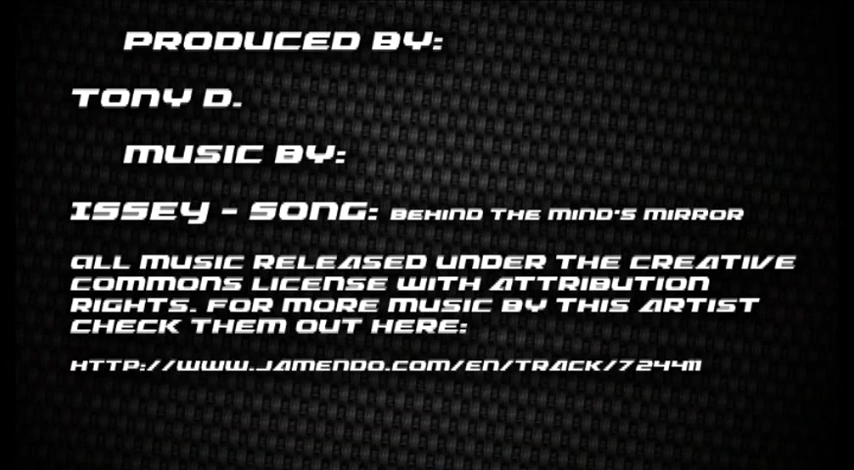 PRODUCED BY:
TONY D.
MUSIC BY:
ISSEY - SONG: BEHIND THE MIND'S MIRROR
ALL MUSIC RELEASED UNDER THE CREATIVE
COMMONS LICENSE WITH ATTRIBUTION
RIGHTS. FOR MORE MUSIC BY THIS ARTIST
CHECK THEM OUT HERE:
HTTP://WWW.JAMENDO.COM/EN/TRACK/724411